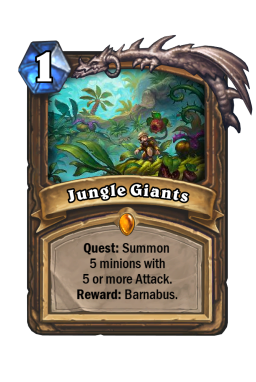 1
Jungle Giants
Quest: Summon
5 minions with
5 or more Attack.
Reward: Barnabus.